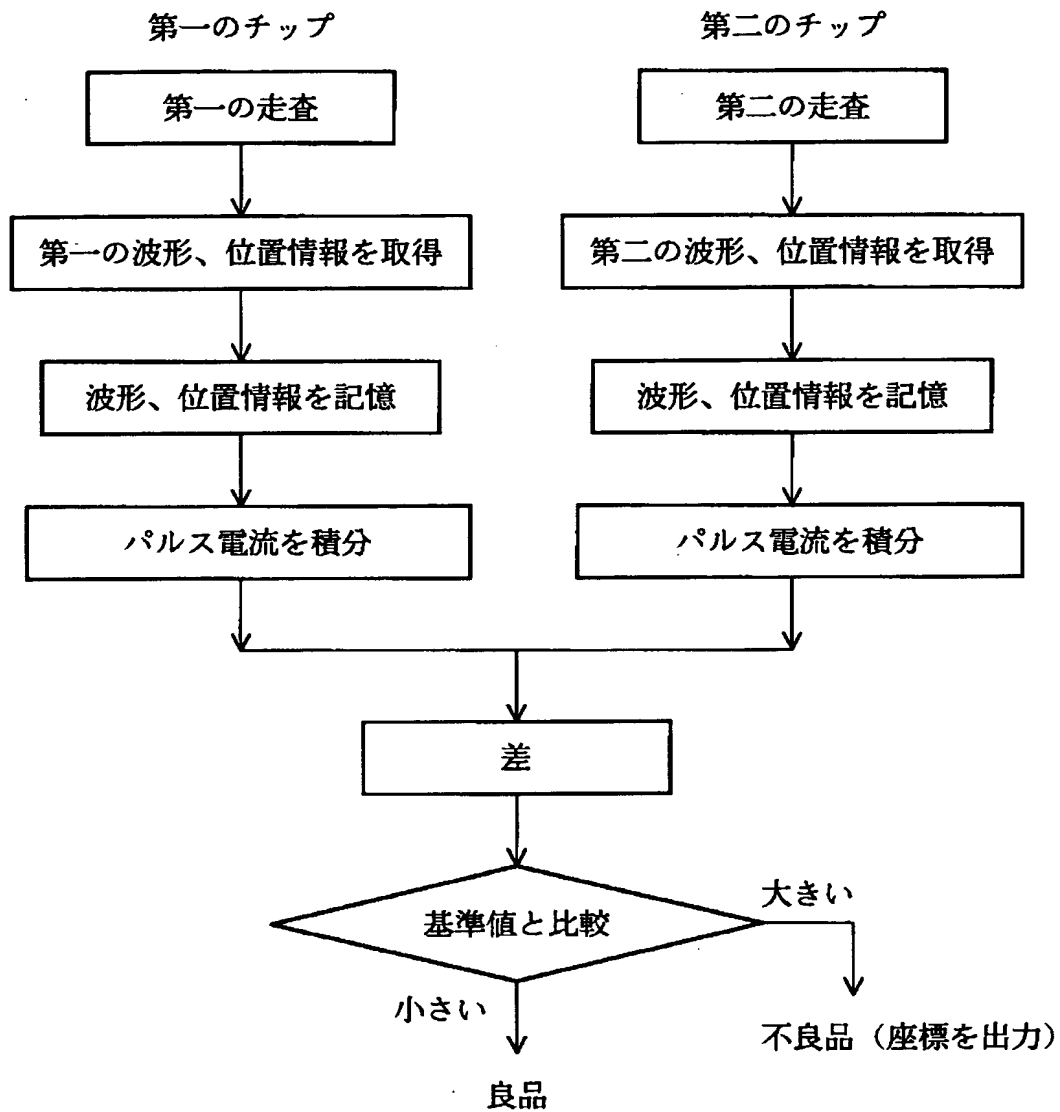 第一のチップ
第二のチップ
第一の走査
第二の走査
第一の波形、位置情報を取得
第二の波形、位置情報を取得
波形、位置情報を記憶
波形、位置情報を記憶
パルス電流を積分
パルス電流を積分
差
基準値と比較
大きい
小さい
不良品（座標を出力）
良品